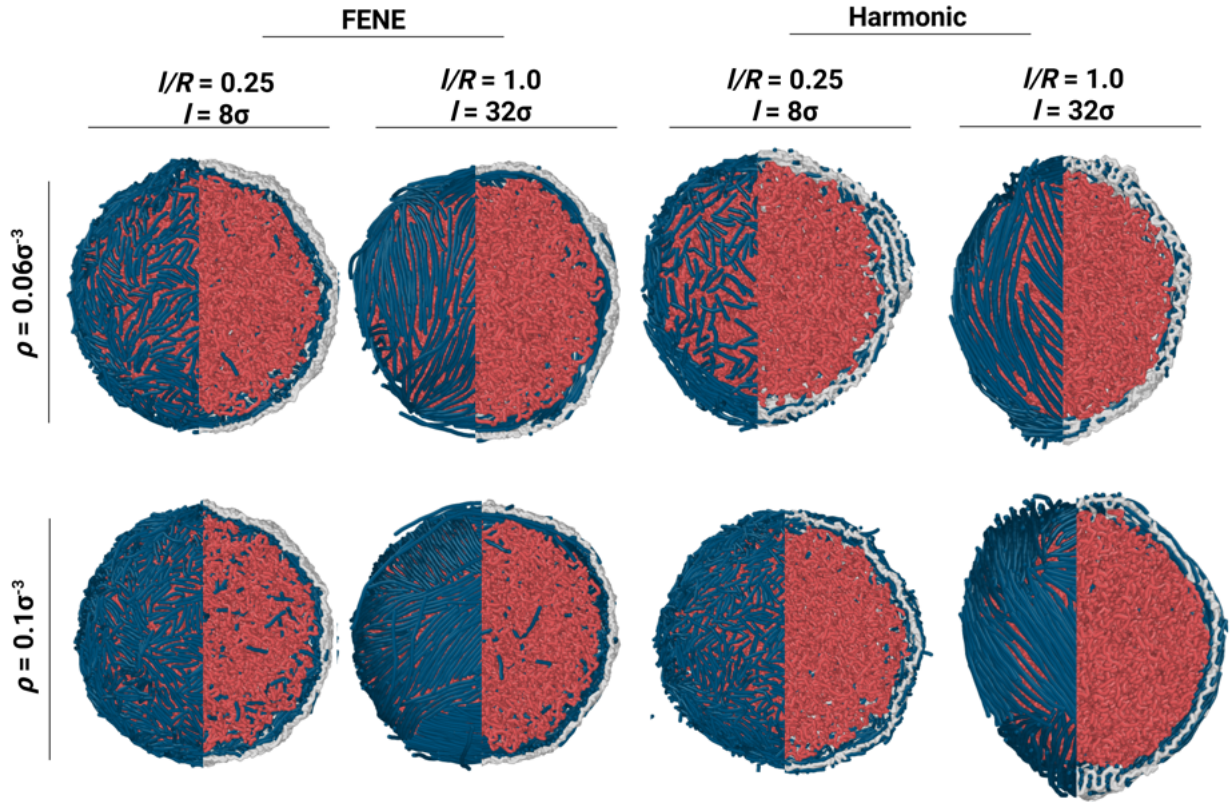 FENE
Harmonic
l/R = 0.25
l = 8σ
l/R = 1.0
l = 32σ
l/R = 0.25
l = 8σ
l/R = 1.0
l = 32σ
ρ = 0.06σ⁻³
ρ = 0.1σ⁻³